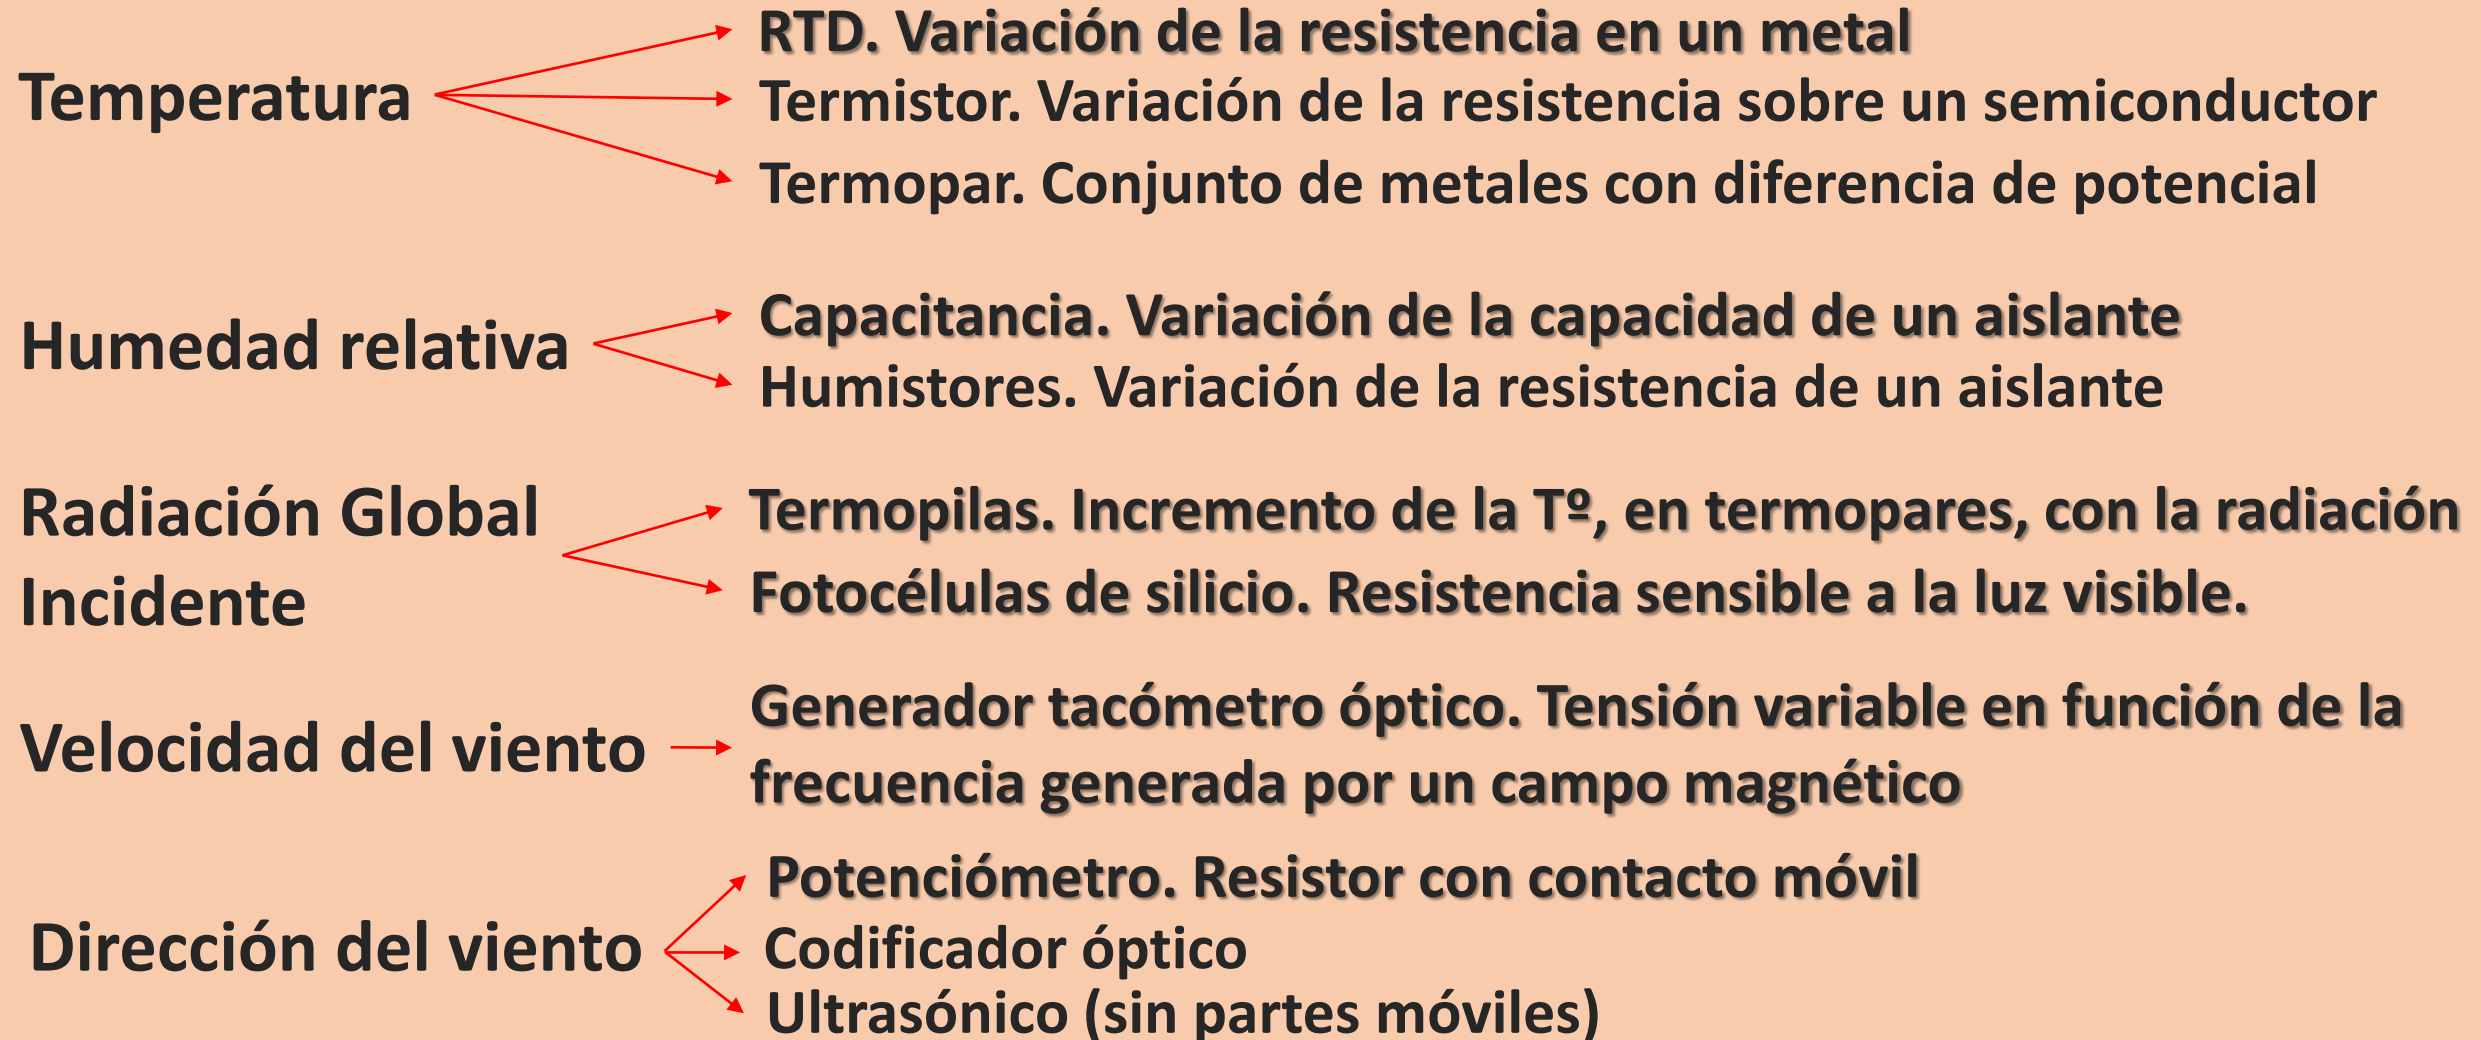 Temperatura
RTD. Variación de la resistencia en un metal
Termistor. Variación de la resistencia sobre un semiconductor
Termopar. Conjunto de metales con diferencia de potencial
Humedad relativa
Capacitancia. Variación de la capacidad de un aislante
Humistores. Variación de la resistencia de un aislante
Radiación Global
Incidente
Termopilas. Incremento de la Tº, en termopares, con la radiación
Fotocélulas de silicio. Resistencia sensible a la luz visible.
Velocidad del viento
Generador tacómetro óptico. Tensión variable en función de la
frecuencia generada por un campo magnético
Dirección del viento
Potenciómetro. Resistor con contacto móvil
Codificador óptico
Ultrasónico (sin partes móviles)